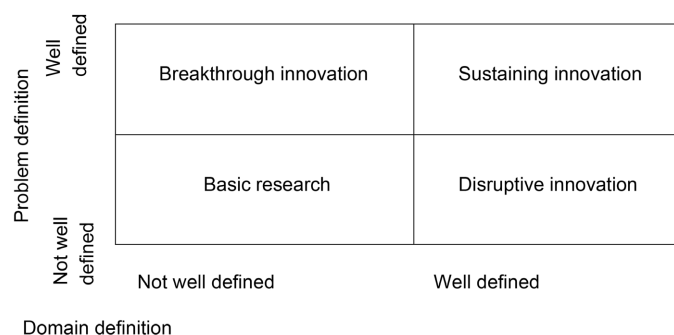 Problem definition
Well
defined
Breakthrough innovation
Sustaining innovation
Not well
defined
Basic research
Disruptive innovation
Not well defined
Well defined
Domain definition